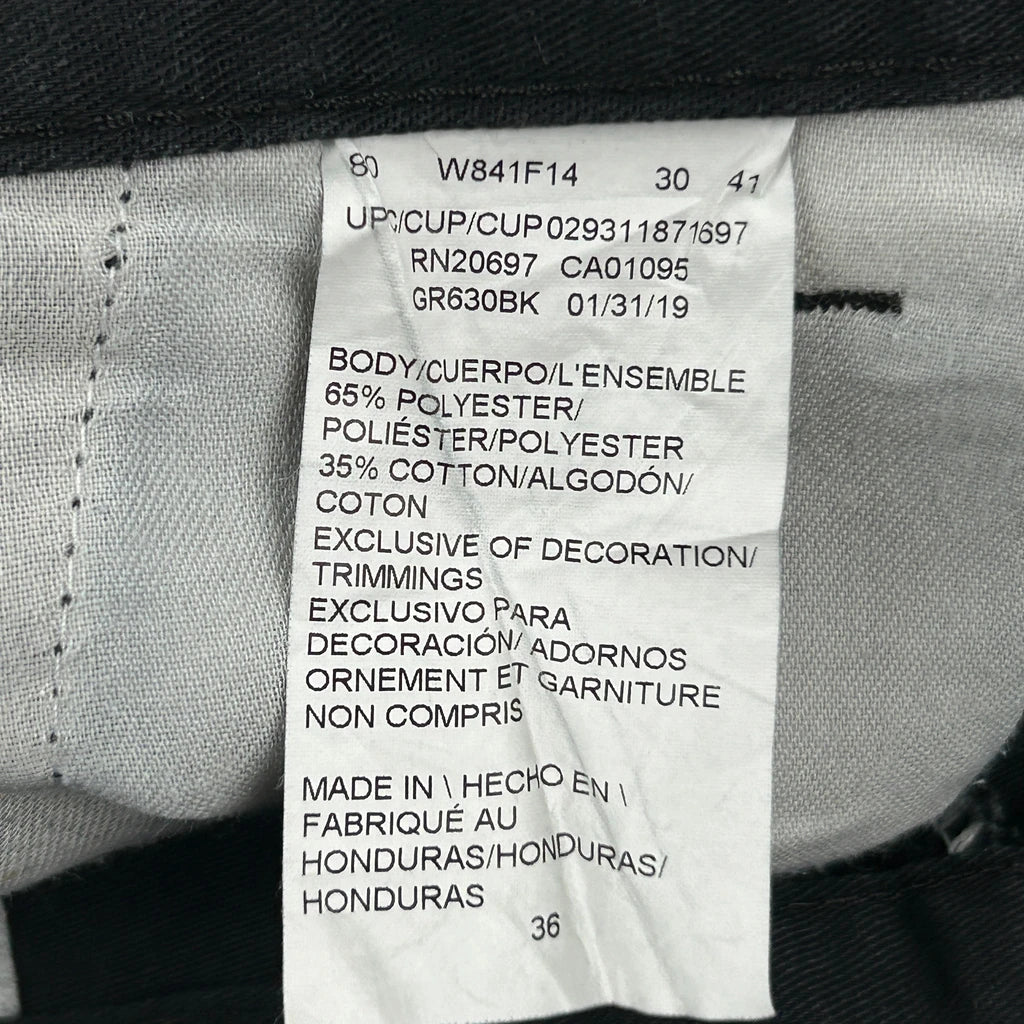 80 W841F14 30 41
UPC/CUP/CUP 029311871697
RN20697 CA01095
GR630BK 01/31/19
BODY/CUERPO/L'ENSEMBLE
65% POLYESTER/
POLIÉSTER/POLYESTER
35% COTTON/ALGODÓN/
COTON
EXCLUSIVE OF DECORATION/
TRIMMINGS
EXCLUSIVO PARA
DECORACIÓN/ ADORNOS
ORNEMENT ET GARNITURE
NON COMPRIS
MADE IN \ HECHO EN \
FABRIQUÉ AU
HONDURAS/HONDURAS/
HONDURAS
36